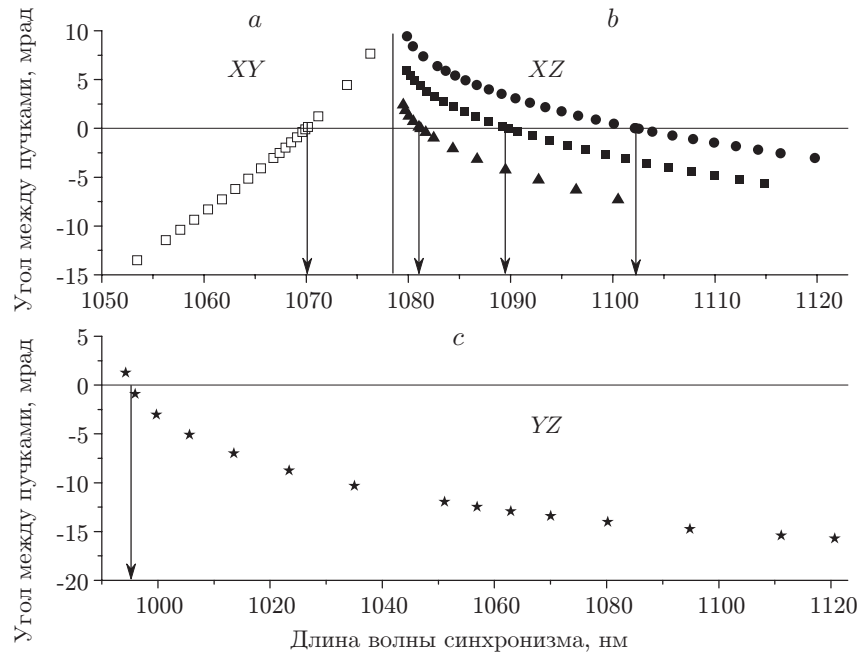 a b
XY XZ
Угол между пучками, мрад
10
5
0
-5
-10
-15
1050 1060 1070 1080 1090 1100 1110 1120
c
YZ
Угол между пучками, мрад
5
0
-5
-10
-15
-20
1000 1020 1040 1060 1080 1100 1120
Длина волны синхронизма, нм